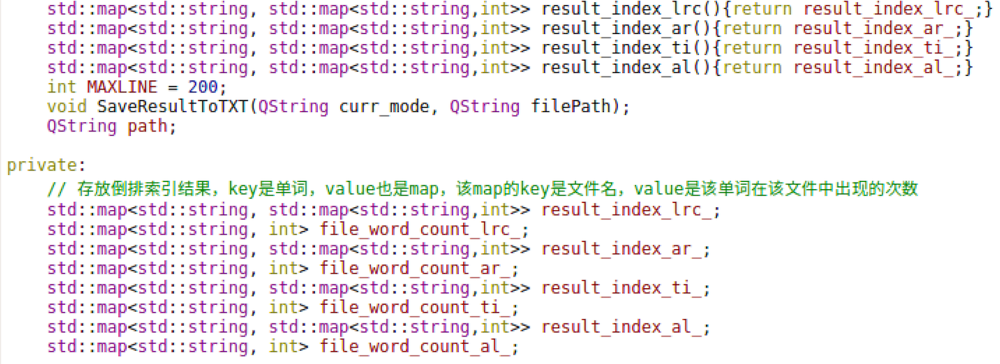 std::map<std::string, std::map<std::string,int>> result_index_lrc(){return result_index_lrc_;}
std::map<std::string, std::map<std::string,int>> result_index_ar(){return result_index_ar_;}
std::map<std::string, std::map<std::string,int>> result_index_ti(){return result_index_ti_;}
std::map<std::string, std::map<std::string,int>> result_index_al(){return result_index_al_;}
int MAXLINE = 200;
void SaveResultToTXT(QString curr_mode, QString filePath);
QString path;
private:
// 存放倒排索引结果，key是单词，value也是map，该map的key是文件名，value是该单词在该文件中出现的次数
std::map<std::string, std::map<std::string,int>> result_index_lrc_;
std::map<std::string, int> file_word_count_lrc_;
std::map<std::string, std::map<std::string,int>> result_index_ar_;
std::map<std::string, int> file_word_count_ar_;
std::map<std::string, std::map<std::string,int>> result_index_ti_;
std::map<std::string, int> file_word_count_ti_;
std::map<std::string, std::map<std::string,int>> result_index_al_;
std::map<std::string, int> file_word_count_al_;